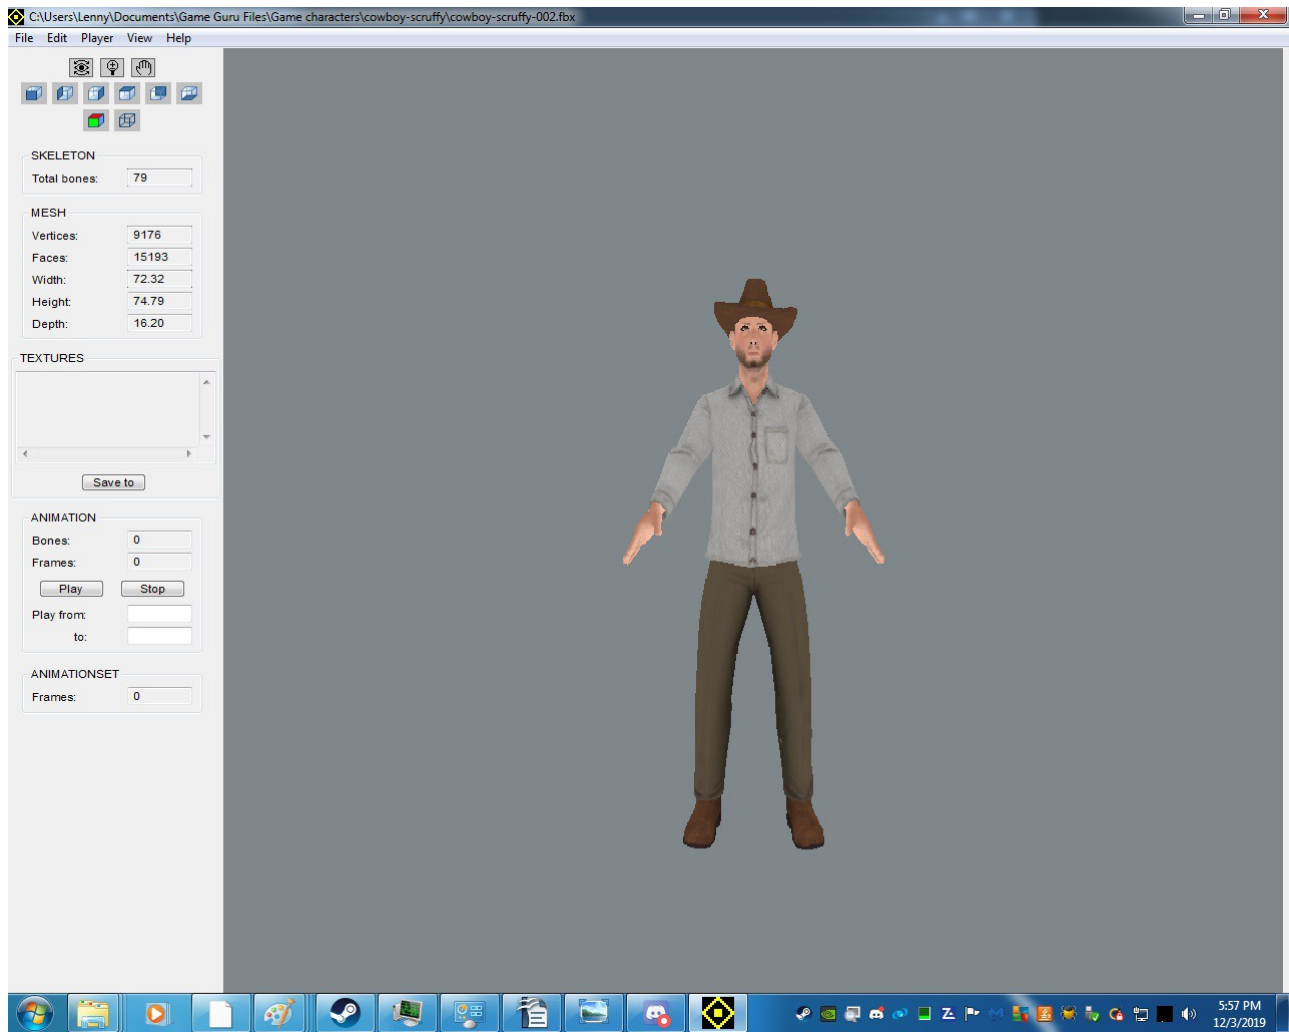 C:\Users\Lenny\Documents\Game Guru Files\Game characters\cowboy-scruffy\cowboy-scruffy-002.fbx
File Edit Player View Help
SKELETON
Total bones: 79
MESH
Vertices: 9176
Faces: 15193
Width: 72.32
Height: 74.79
Depth: 16.20
TEXTURES
Save to
ANIMATION
Bones: 0
Frames: 0
Play Stop
Play from:
to:
ANIMATIONSET
Frames: 0
5:57 PM
12/3/2019